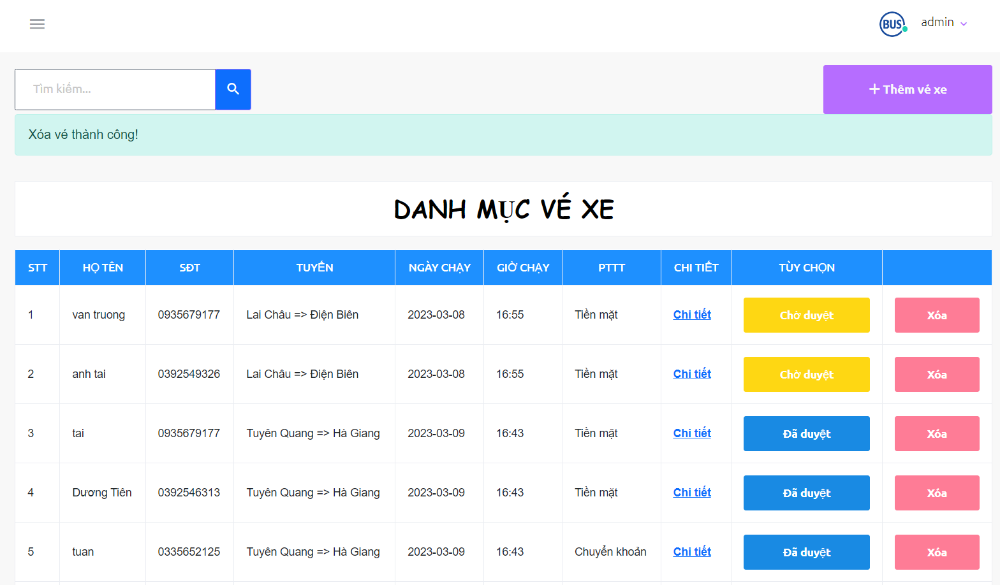 BUS admin
Tìm kiếm...
+ Thêm vé xe
Xóa vé thành công!
DANH MỤC VÉ XE
STT HỌ TÊN SĐT TUYẾN NGÀY CHẠY GIỜ CHẠY PTTT CHI TIẾT TÙY CHỌN
1 van truong 0935679177 Lai Châu => Điện Biên 2023-03-08 16:55 Tiền mặt Chi tiết Chờ duyệt Xóa
2 anh tai 0392549326 Lai Châu => Điện Biên 2023-03-08 16:55 Tiền mặt Chi tiết Chờ duyệt Xóa
3 tai 0935679177 Tuyên Quang => Hà Giang 2023-03-09 16:43 Tiền mặt Chi tiết Đã duyệt Xóa
4 Dương Tiên 0392546313 Tuyên Quang => Hà Giang 2023-03-09 16:43 Tiền mặt Chi tiết Đã duyệt Xóa
5 tuan 0335652125 Tuyên Quang => Hà Giang 2023-03-09 16:43 Chuyển khoản Chi tiết Đã duyệt Xóa